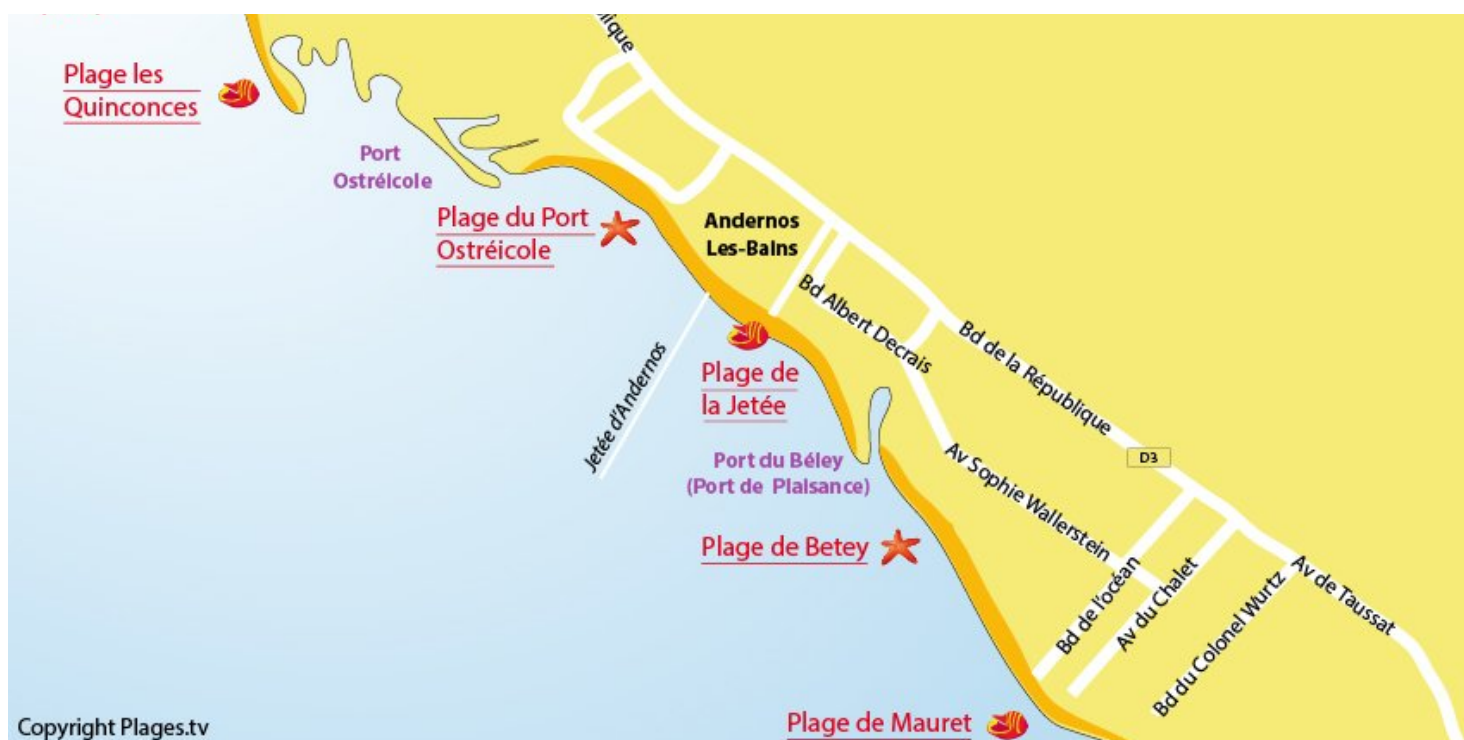 lique
Plage les
Quinconces
Port
Ostréicole
Plage du Port
Ostréicole
Andernos
Les-Bains
Bd Albert Decrais
Bd de la République
Jetée d'Andernos
Plage de
la Jetée
D3
Port du Béley
(Port de Plaisance)
Av Sophie Wallerstein
Plage de Betey
Bd de l'océan
Av du Chalet
Bd du Colonel Wurtz
Av de Taussat
Plage de Mauret
Copyright Plages.tv